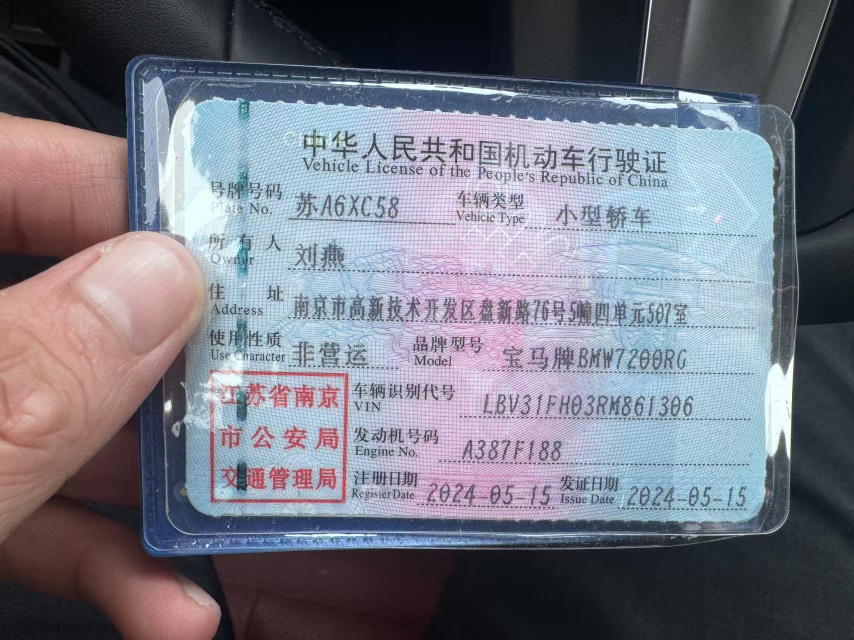 中华人民共和国机动车行驶证
Vehicle License of the People's Republic of China
号牌号码 苏A6XC58 车辆类型 小型轿车
Plate No. Vehicle Type
所有人 刘燕
Owner
住址 南京市高新技术开发区盘新路76号5幢四单元507室
Address
使用性质 非营运 品牌型号 宝马牌BMW7200RG
Use Character Model
江苏省南京
市公安局
交通管理局
车辆识别代号 LBV31FH03RM861306
VIN
发动机号码 A387F188
Engine No.
注册日期 2024-05-15 发证日期 2024-05-15
Register Date Issue Date